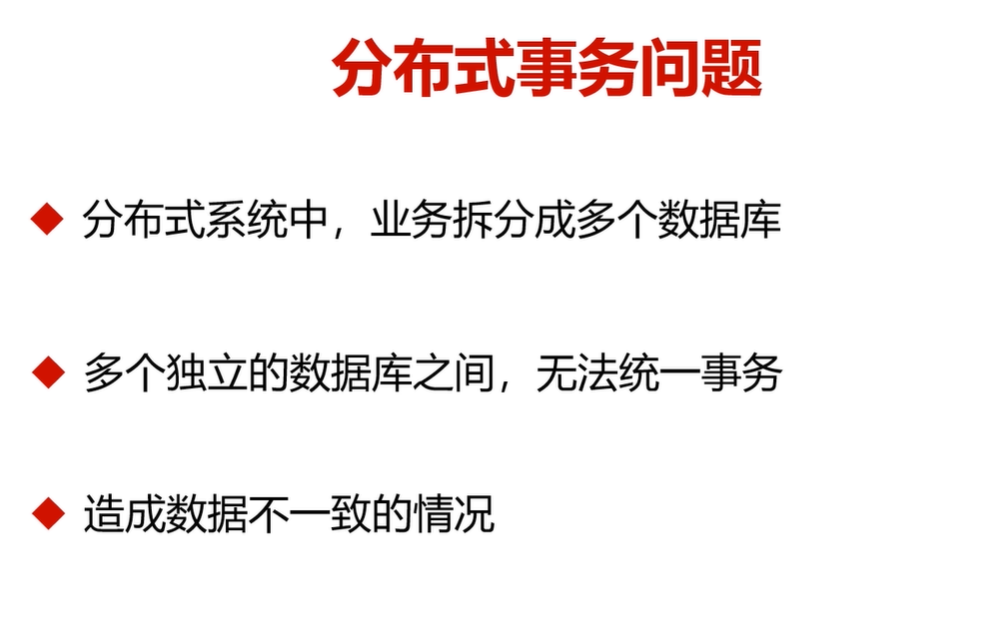 分布式事务问题
分布式系统中，业务拆分成多个数据库
多个独立的数据库之间，无法统一事务
造成数据不一致的情况